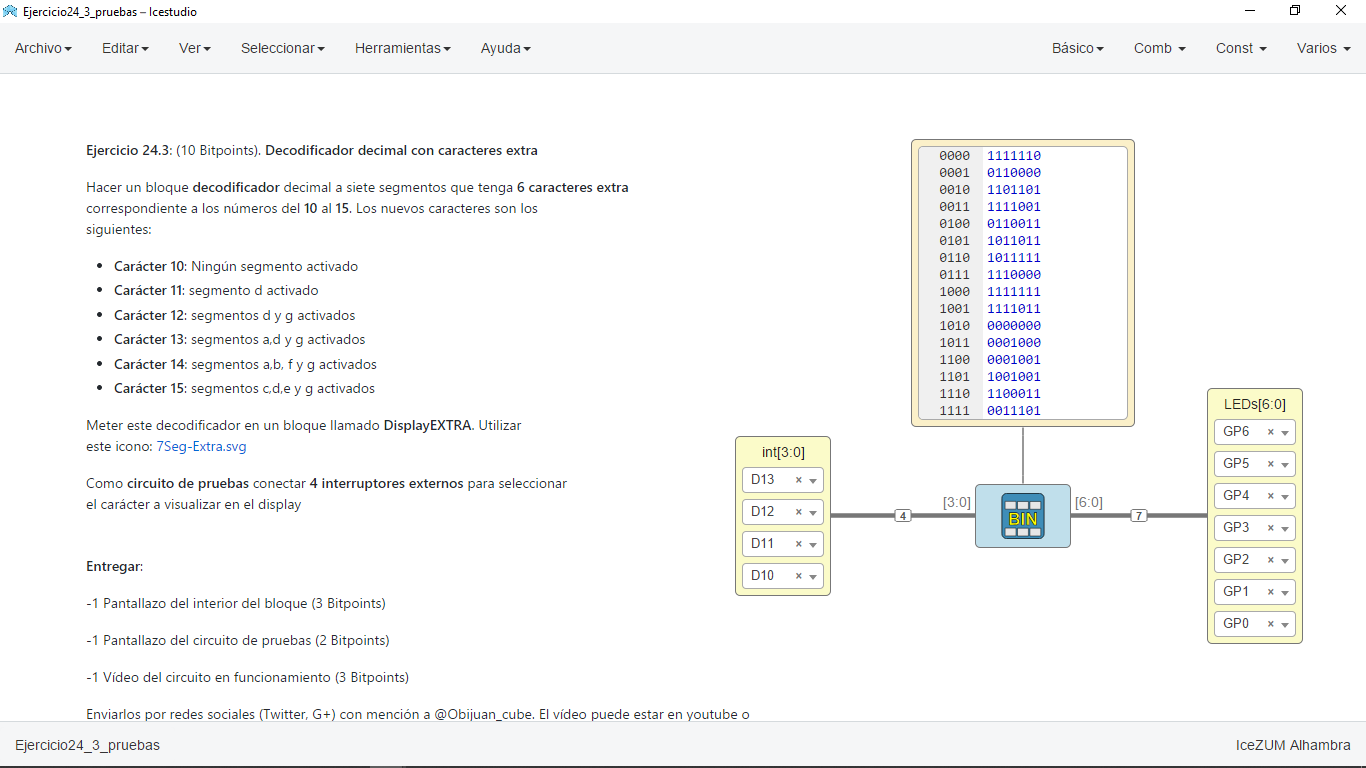 Ejercicio24_3_pruebas – Icestudio
Archivo Editar Ver Seleccionar Herramientas Ayuda Básico Comb Const Varios
Ejercicio 24.3: (10 Bitpoints). Decodificador decimal con caracteres extra
Hacer un bloque decodificador decimal a siete segmentos que tenga 6 caracteres extra
correspondiente a los números del 10 al 15. Los nuevos caracteres son los
siguientes:
Carácter 10: Ningún segmento activado
Carácter 11: segmento d activado
Carácter 12: segmentos d y g activados
Carácter 13: segmentos a,d y g activados
Carácter 14: segmentos a,b, f y g activados
Carácter 15: segmentos c,d,e y g activados
Meter este decodificador en un bloque llamado DisplayEXTRA. Utilizar
este icono: 7Seg-Extra.svg
Como circuito de pruebas conectar 4 interruptores externos para seleccionar
el carácter a visualizar en el display
Entregar:
-1 Pantallazo del interior del bloque (3 Bitpoints)
-1 Pantallazo del circuito de pruebas (2 Bitpoints)
-1 Vídeo del circuito en funcionamiento (3 Bitpoints)
Enviarlos por redes sociales (Twitter, G+) con mención a @Obijuan_cube. El vídeo puede estar en youtube o
0000 1111110
0001 0110000
0010 1101101
0011 1111001
0100 0110011
0101 1011011
0110 1011111
0111 1110000
1000 1111111
1001 1111011
1010 0000000
1011 0001000
1100 0001001
1101 1001001
1110 1100011
1111 0011101
int[3:0]
D13 ×
D12 ×
D11 ×
D10 ×
4
[3:0]
BIN
[6:0]
7
LEDs[6:0]
GP6 ×
GP5 ×
GP4 ×
GP3 ×
GP2 ×
GP1 ×
GP0 ×
Ejercicio24_3_pruebas
IceZUM Alhambra